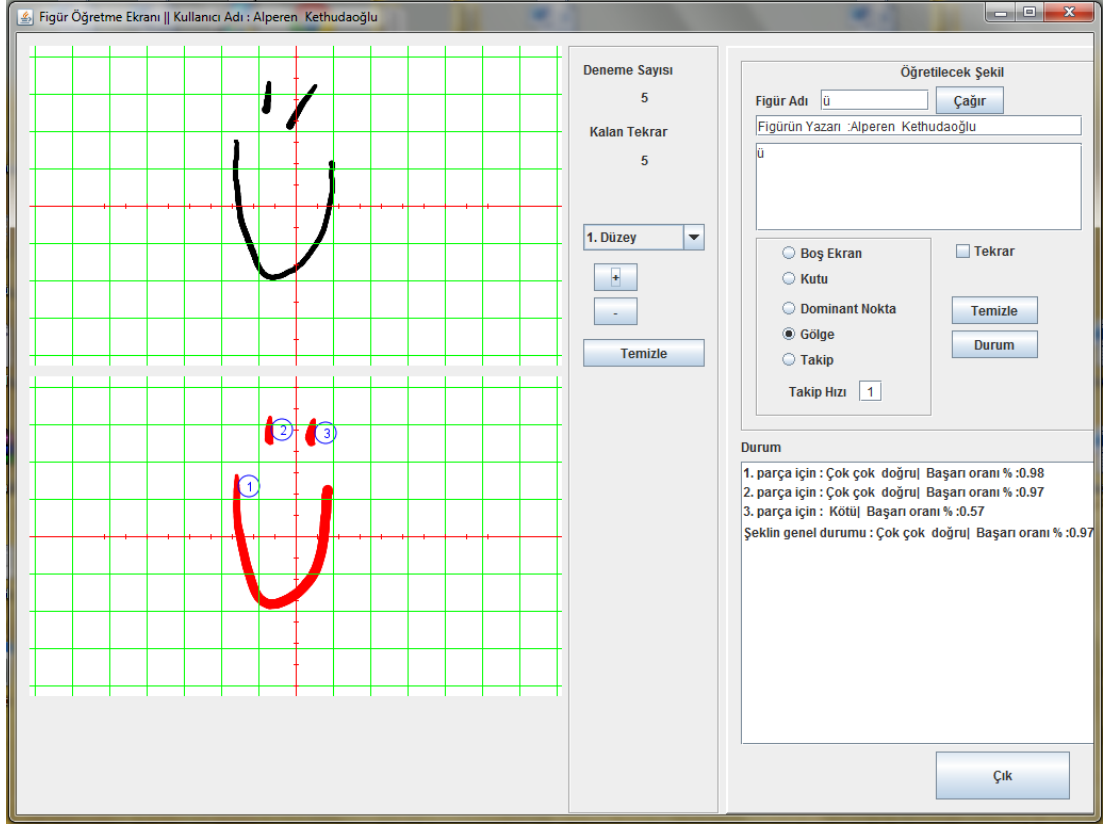 Figür Öğretme Ekranı || Kullanıcı Adı : Alperen Kethudaoğlu
ü
2
3
1
Deneme Sayısı
5
Kalan Tekrar
5
1. Düzey
+
-
Temizle
Öğretilecek Şekil
Figür Adı ü Çağır
Figürün Yazarı :Alperen Kethudaoğlu
ü
Boş Ekran
Kutu
Dominant Nokta
Gölge
Takip
Takip Hızı 1
Tekrar
Temizle
Durum
Durum
1. parça için : Çok çok doğru| Başarı oranı % :0.98
2. parça için : Çok çok doğru| Başarı oranı % :0.97
3. parça için : Kötü| Başarı oranı % :0.57
Şeklin genel durumu : Çok çok doğru| Başarı oranı % :0.97
Çık